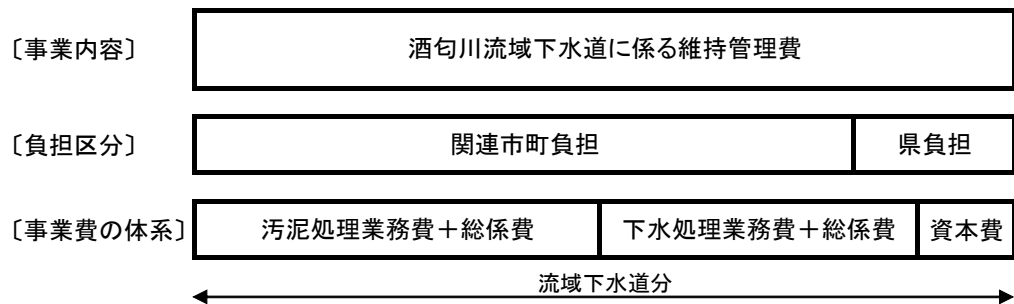 〔事業内容〕 酒匂川流域下水道に係る維持管理費
〔負担区分〕 関連市町負担 県負担
〔事業費の体系〕 汚泥処理業務費＋総係費 下水処理業務費＋総係費 資本費
流域下水道分